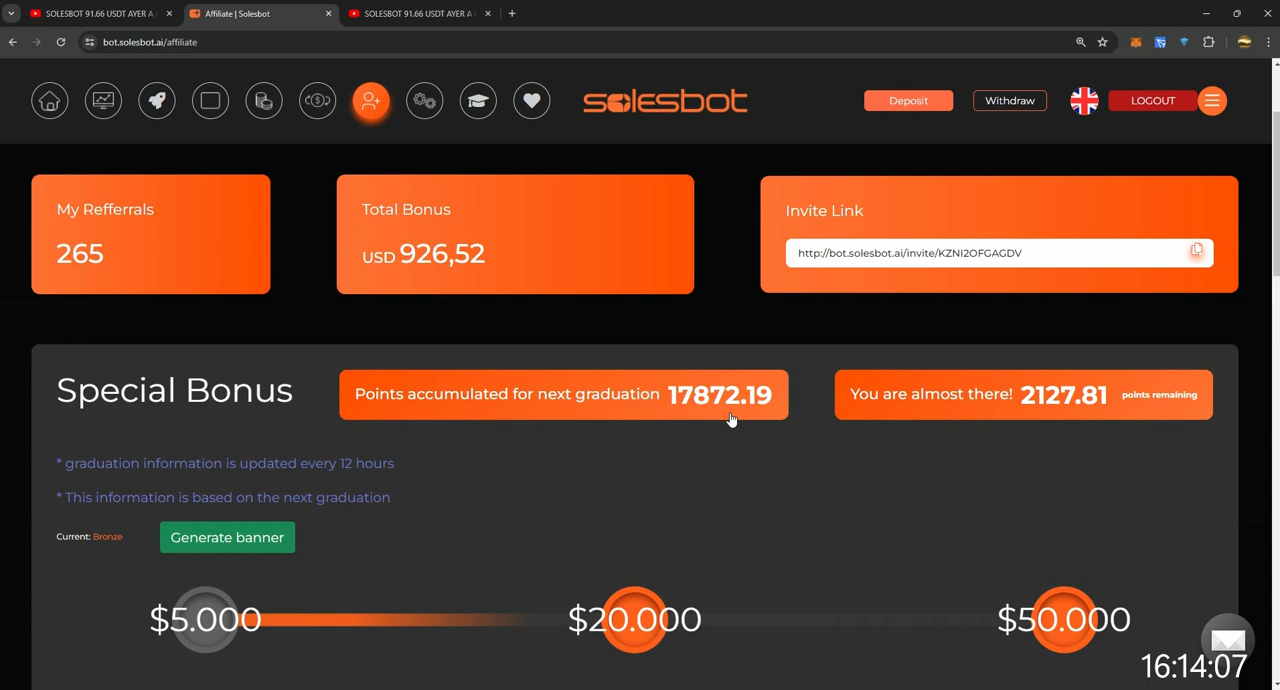 SOLESBOT 91.66 USDT AYER A
Affiliate | Solesbot
SOLESBOT 91.66 USDT AYER A
bot.solesbot.ai/affiliate
solesbot
Deposit
Withdraw
LOGOUT
My Refferrals
265
Total Bonus
USD 926,52
Invite Link
http://bot.solesbot.ai/invite/KZNI2OFGAGDV
Special Bonus
Points accumulated for next graduation 17872.19
You are almost there! 2127.81 points remaining
* graduation information is updated every 12 hours
* This information is based on the next graduation
Current: Bronze
Generate banner
$5.000
$20.000
$50.000
16:14:07